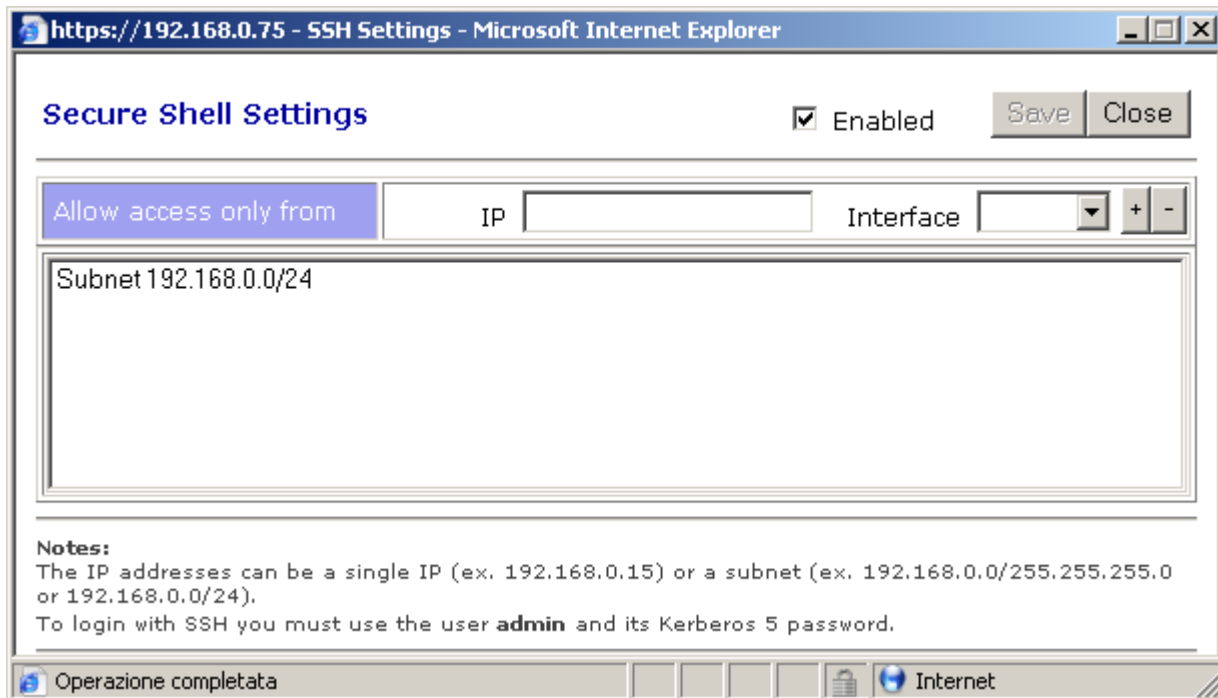 https://192.168.0.75 - SSH Settings - Microsoft Internet Explorer
Secure Shell Settings
Enabled
Save
Close
Allow access only from
IP
Interface
+
-
Subnet 192.168.0.0/24
Notes:
The IP addresses can be a single IP (ex. 192.168.0.15) or a subnet (ex. 192.168.0.0/255.255.255.0
or 192.168.0.0/24).
To login with SSH you must use the user admin and its Kerberos 5 password.
Operazione completata
Internet